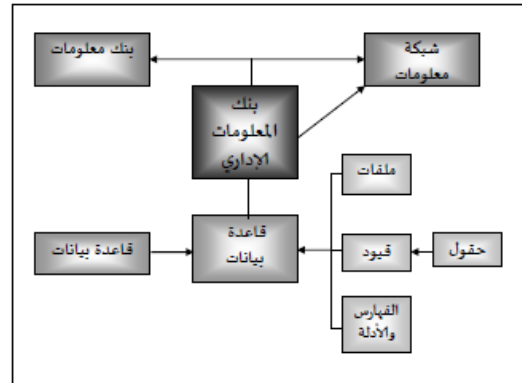 شبكة
معلومات
بنك معلومات
بنك
المعلومات
الإداري
ملفات
قاعدة
بيانات
قاعدة بيانات
قيود
حقول
الفهارس
والأدلة